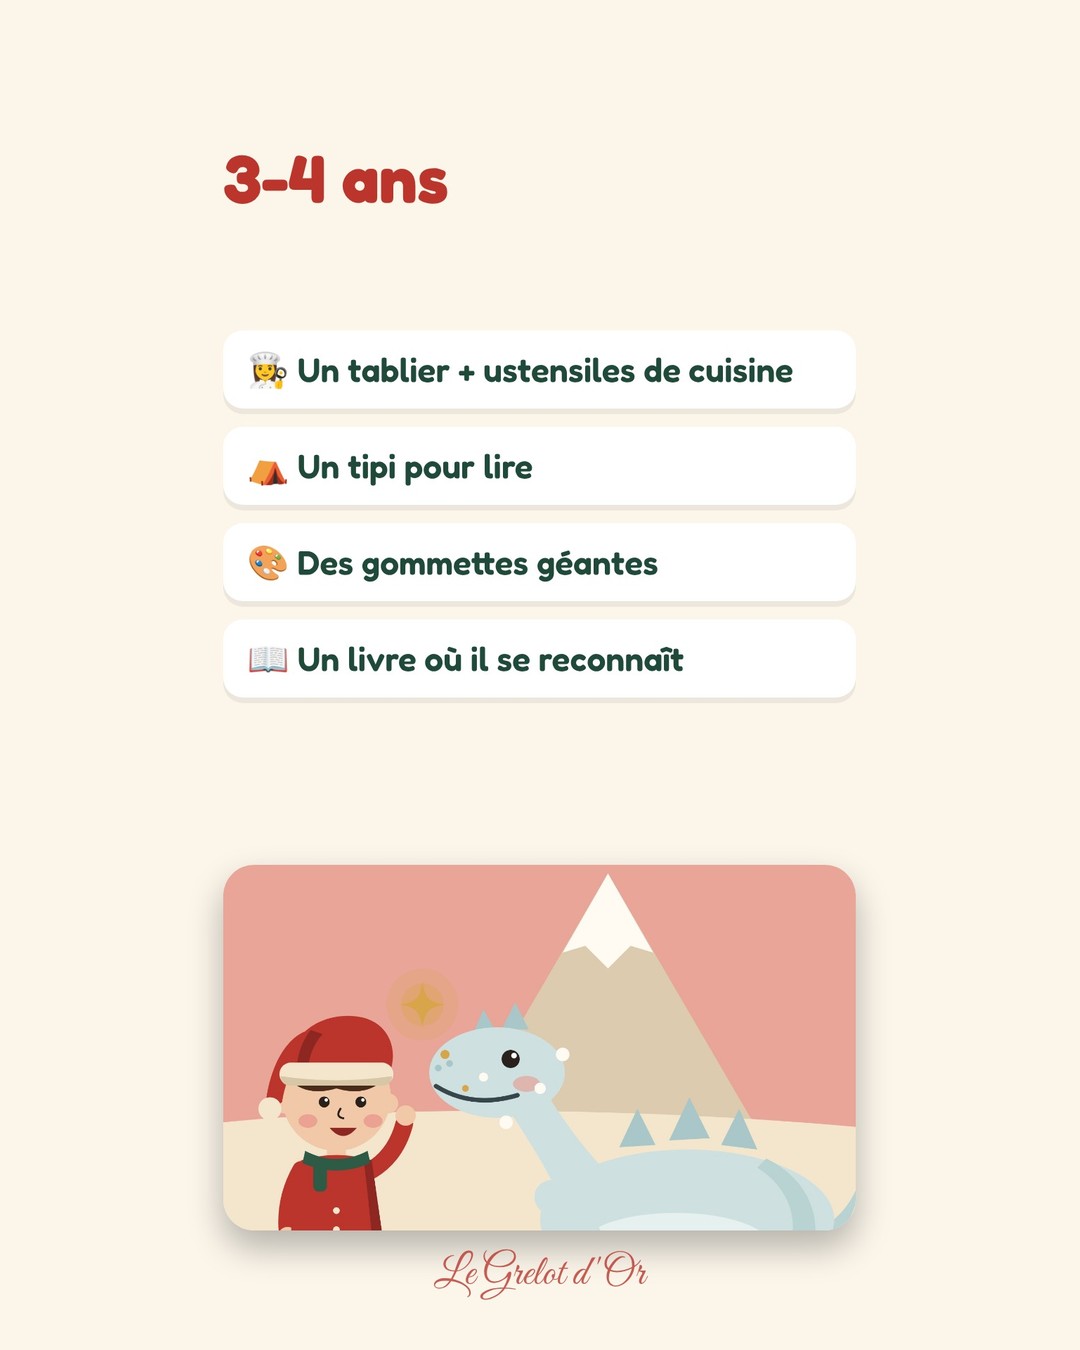 3-4 ans
Un tablier + ustensiles de cuisine
Un tipi pour lire
Des gommettes géantes
Un livre où il se reconnaît
Le Grelot d'Or